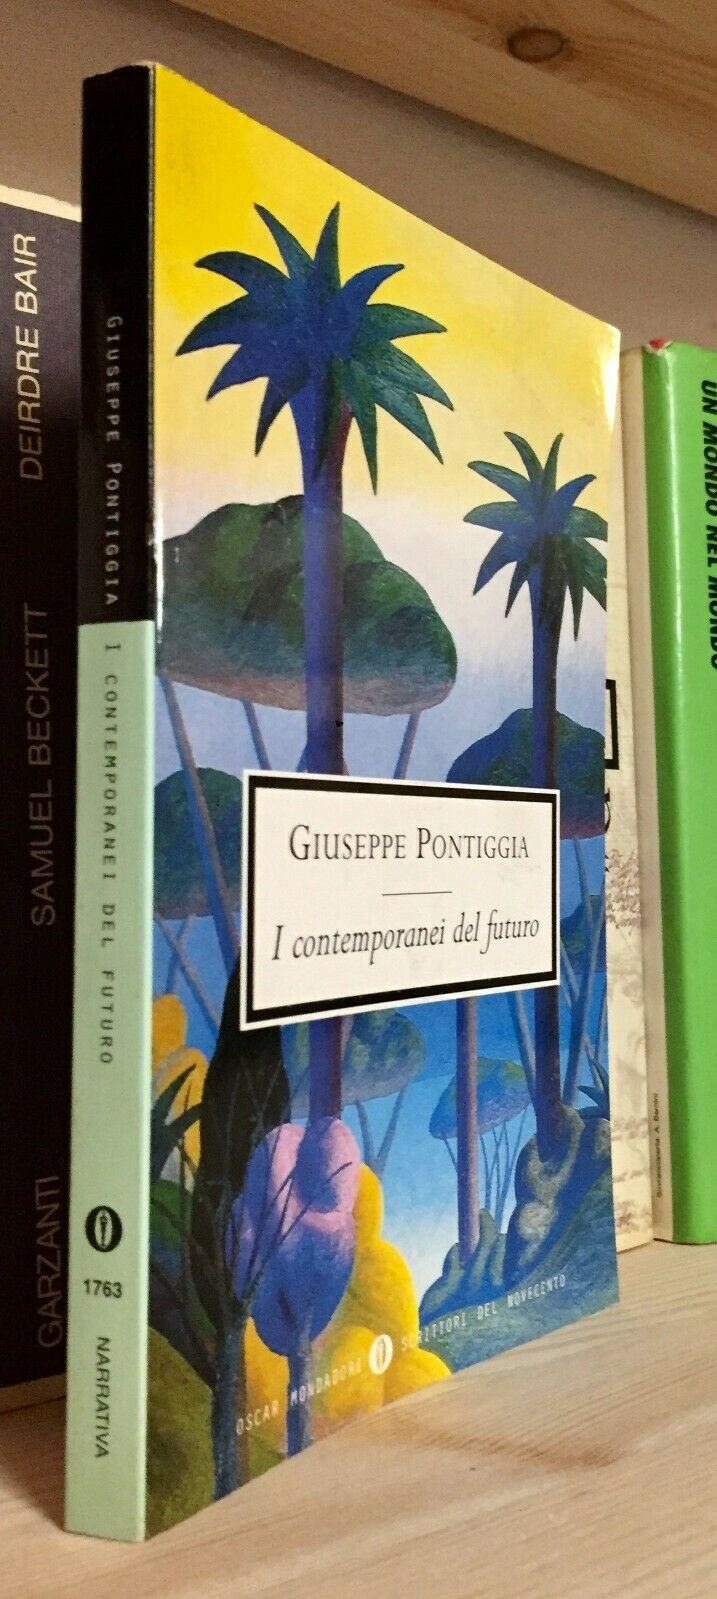 DEIRDRE BAIR
SAMUEL BECKETT
GARZANTI
GIUSEPPE PONTIGGIA I CONTEMPORANEI DEL FUTURO
1763
NARRATIVA
GIUSEPPE PONTIGGIA
I contemporanei del futuro
OSCAR MONDADORI SCRITTORI DEL NOVECENTO
UN MONDO NEL MONDO